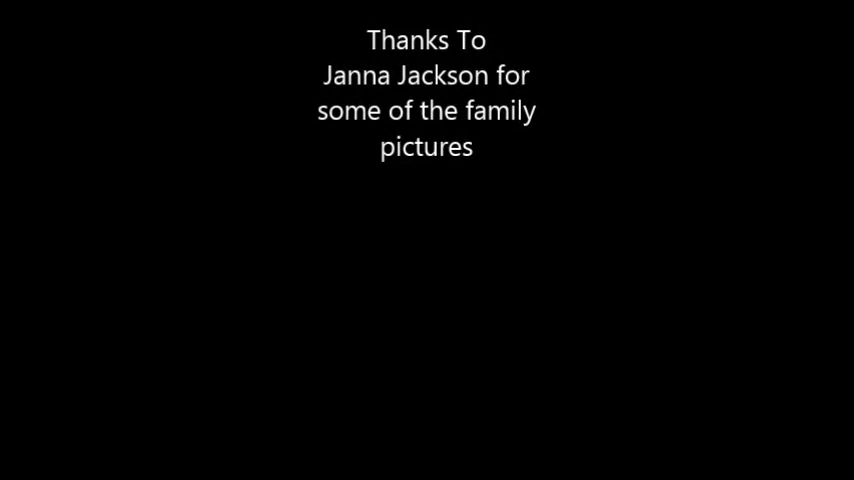 Thanks To
Janna Jackson for
some of the family
pictures